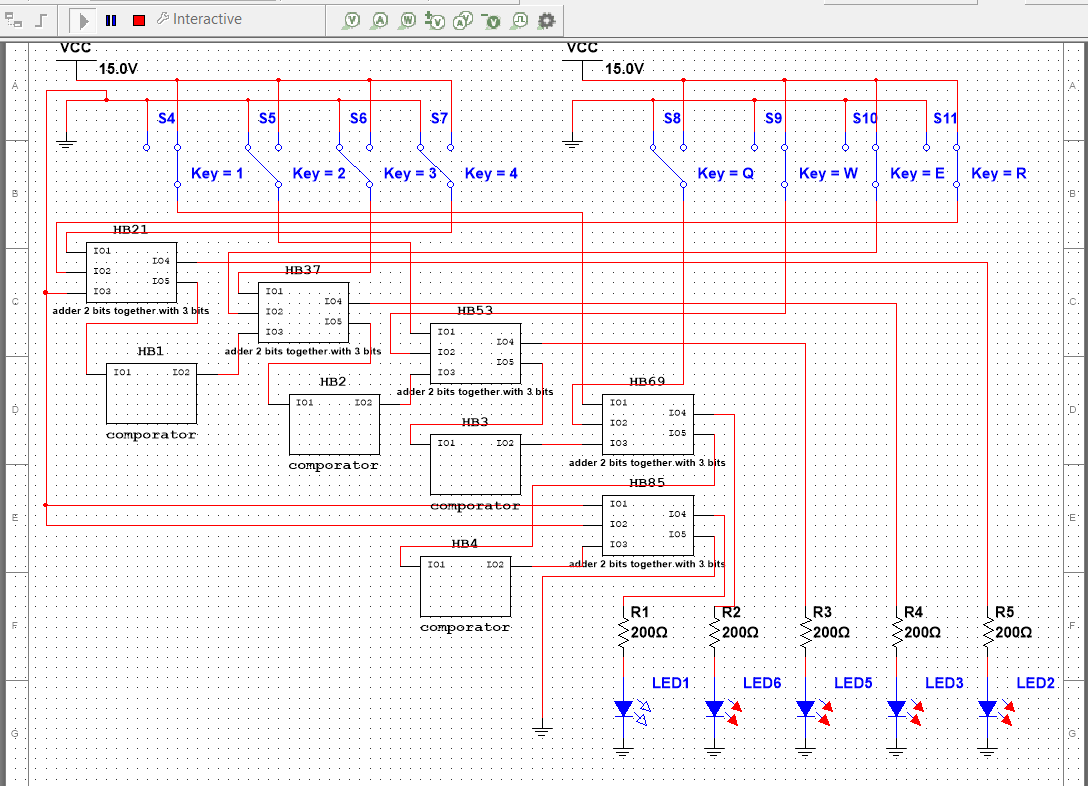 Interactive
V A W V A V
VCC VCC
15.0V 15.0V
A A
S4 S5 S6 S7 S8 S9 S10 S11
Key = 1 Key = 2 Key = 3 Key = 4 Key = Q Key = W Key = E Key = R
B B
HB21
IO1
IO2
IO3
IO4
IO5
adder 2 bits together with 3 bits
HB37
IO1
IO2
IO3
IO4
IO5
adder 2 bits together with 3 bits
C C
HB53
IO1
IO2
IO3
IO4
IO5
adder 2 bits together with 3 bits
HB1
IO1 IO2
comporator
HB2
IO1 IO2
comporator
HB69
IO1
IO2
IO3
IO4
IO5
adder 2 bits together with 3 bits
D D
HB3
IO1 IO2
comporator
HB85
IO1
IO2
IO3
IO4
IO5
adder 2 bits together with 3 bits
E E
HB4
IO1 IO2
comporator
R1 R2 R3 R4 R5
200Ω 200Ω 200Ω 200Ω 200Ω
F F
LED1 LED6 LED5 LED3 LED2
G G